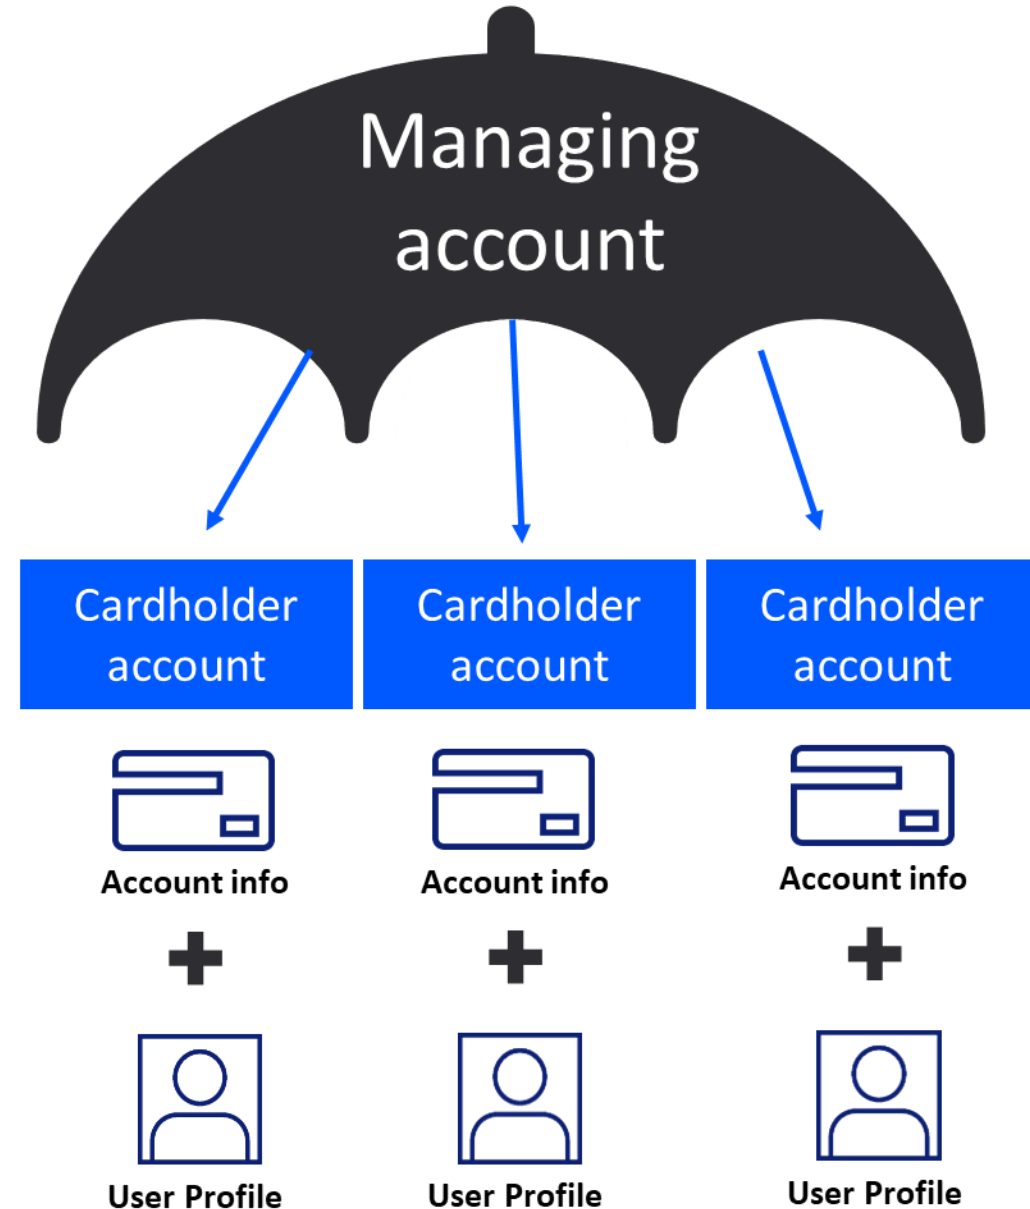 Managing
account
Cardholder
account
Cardholder
account
Cardholder
account
Account info
Account info
Account info
User Profile
User Profile
User Profile